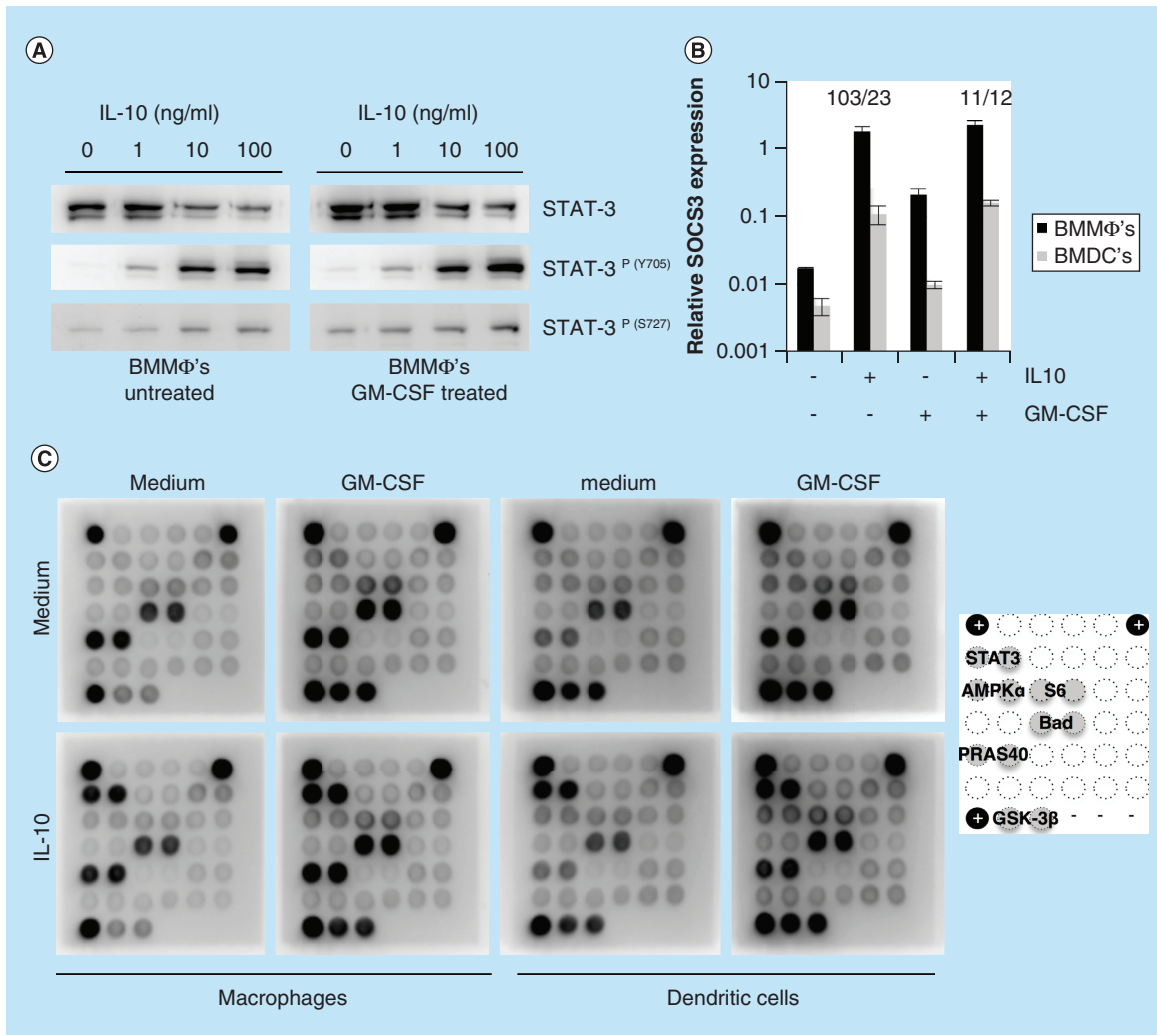 A
IL-10 (ng/ml)
IL-10 (ng/ml)
0 1 10 100
0 1 10 100
STAT-3
STAT-3 P (Y705)
STAT-3 P (S727)
BMMΦ's
untreated
BMMΦ's
GM-CSF treated
B
Relative SOCS3 expression
10
1
0.1
0.01
0.001
103/23
11/12
- + - + IL10
- - + + GM-CSF
BMMΦ's
BMDC's
C
Medium
GM-CSF
medium
GM-CSF
Medium
IL-10
Macrophages
Dendritic cells
+ +
STAT3
AMPKα S6
Bad
PRAS40
+ GSK-3β - - -